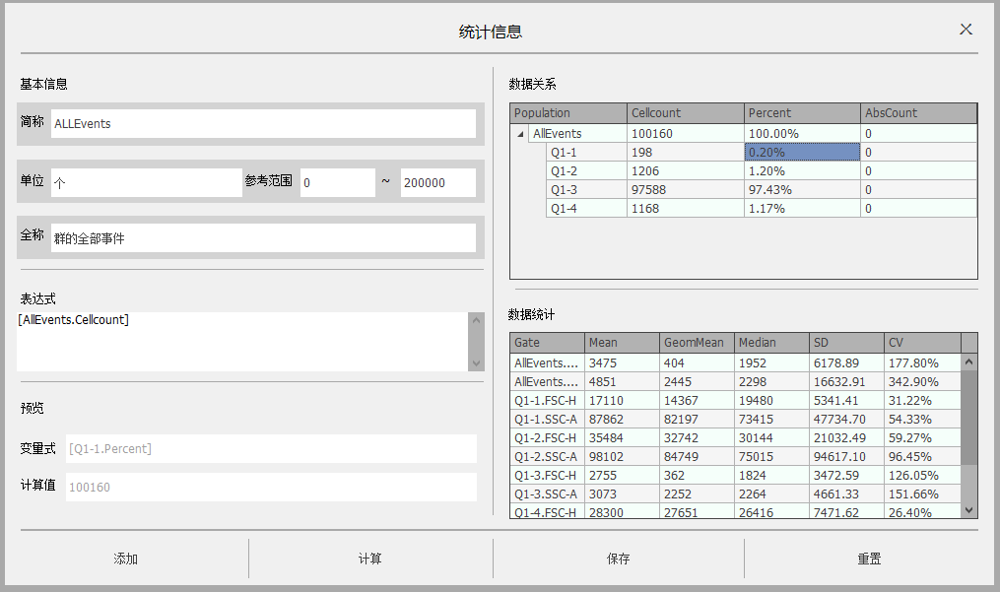 统计信息
基本信息
简称 ALLEvents
单位 个 参考范围 0 ~ 200000
全称 群的全部事件
表达式
[AllEvents.Cellcount]
预览
变量式 [Q1-1.Percent]
计算值 100160
数据关系
Population Cellcount Percent AbsCount
AllEvents 100160 100.00% 0
Q1-1 198 0.20% 0
Q1-2 1206 1.20% 0
Q1-3 97588 97.43% 0
Q1-4 1168 1.17% 0
数据统计
Gate Mean GeomMean Median SD CV
AllEvents.... 3475 404 1952 6178.89 177.80%
AllEvents.... 4851 2445 2298 16632.91 342.90%
Q1-1.FSC-H 17110 14367 19480 5341.41 31.22%
Q1-1.SSC-A 87862 82197 73415 47734.70 54.33%
Q1-2.FSC-H 35484 32742 30144 21032.49 59.27%
Q1-2.SSC-A 98102 84749 75015 94617.10 96.45%
Q1-3.FSC-H 2755 362 1824 3472.59 126.05%
Q1-3.SSC-A 3073 2252 2264 4661.33 151.66%
Q1-4.FSC-H 28300 27651 26416 7471.62 26.40%
添加 计算 保存 重置